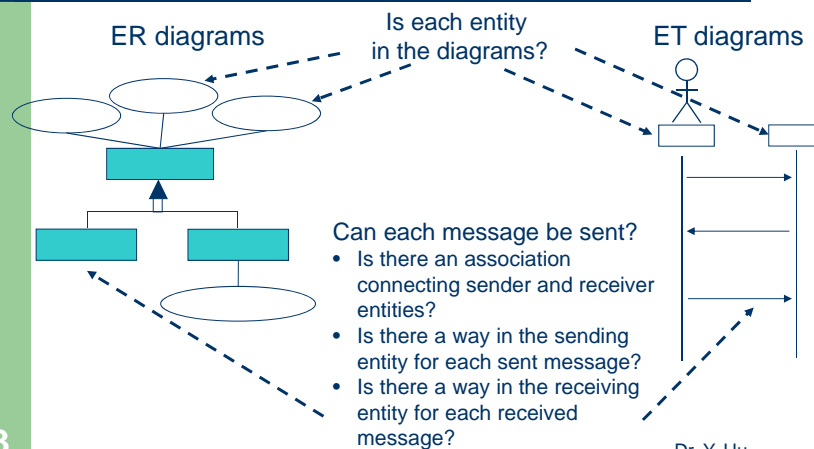 Is each entity
in the diagrams?
ER diagrams
ET diagrams
Can each message be sent?
• Is there an association
connecting sender and receiver
entities?
• Is there a way in the sending
entity for each sent message?
• Is there a way in the receiving
entity for each received
message?